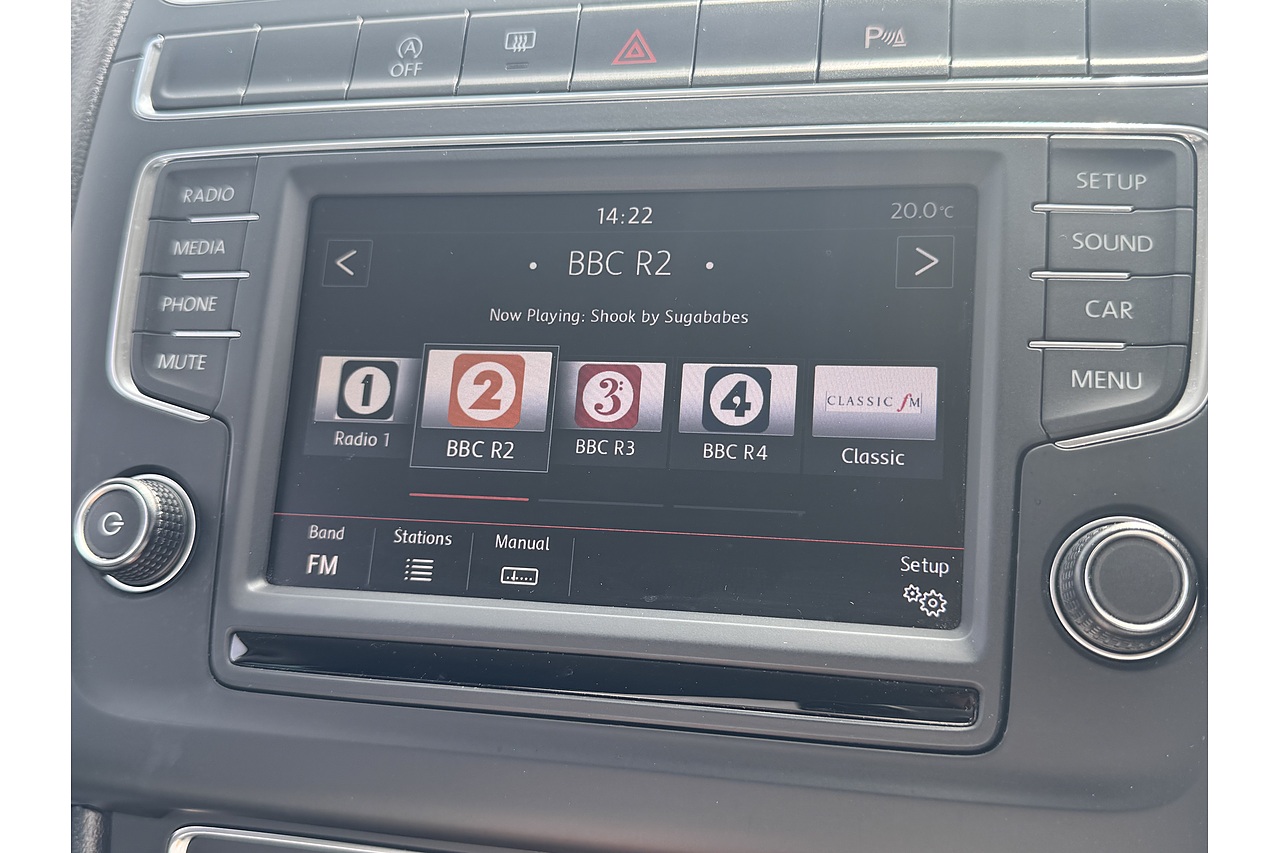 A
OFF
P
RADIO
MEDIA
PHONE
MUTE
14:22
20.0°C
< • BBC R2 • >
Now Playing: Shook by Sugababes
1
2
3:
4
CLASSIC fM
Radio 1
BBC R2
BBC R3
BBC R4
Classic
Band
FM
Stations
Manual
Setup
SETUP
SOUND
CAR
MENU